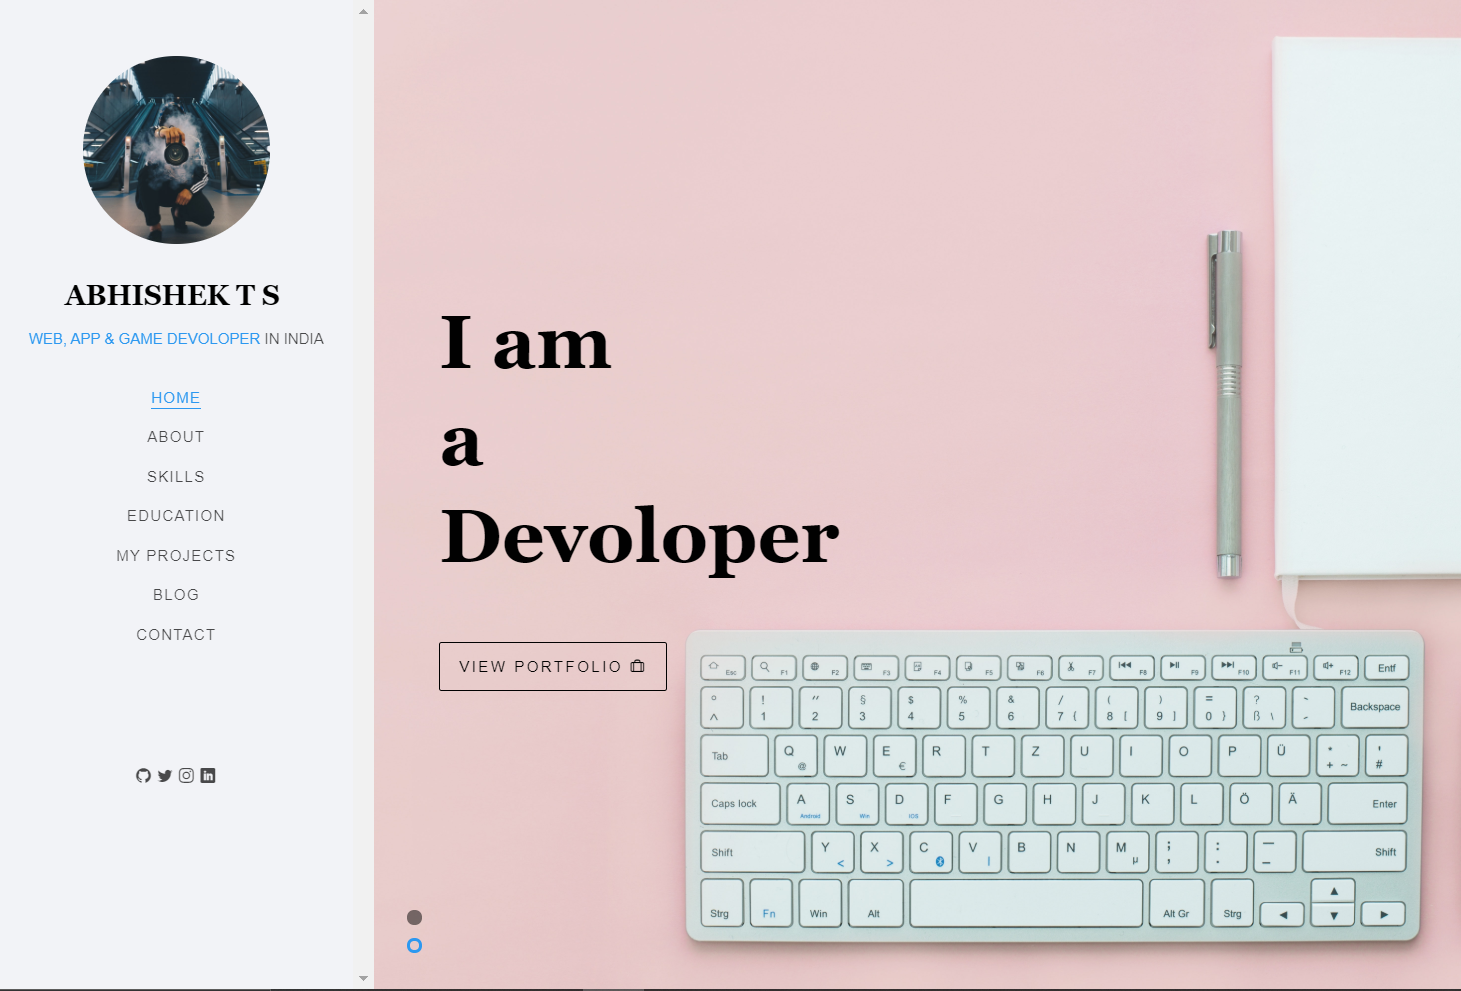 ABHISHEK T S
WEB, APP & GAME DEVOLOPER IN INDIA
HOME
ABOUT
SKILLS
EDUCATION
MY PROJECTS
BLOG
CONTACT
I am
a
Devoloper
VIEW PORTFOLIO
Esc F1 F2 F3 F4 F5 F6 F7 F8 F9 F10 F11 F12 Entf
° ! " § $ % & / ( ) = ? ` Backspace
^ 1 2 3 4 5 6 7 { 8 [ 9 ] 0 } ß \ ´
Tab Q @ W E € R T Z U I O P Ü * + ~ ' #
Caps lock A S D F G H J K L Ö Ä Enter
Android Win iOS
Shift Y < X > C V | B N M µ ; , : . — – Shift
Strg Fn Win Alt Alt Gr Strg